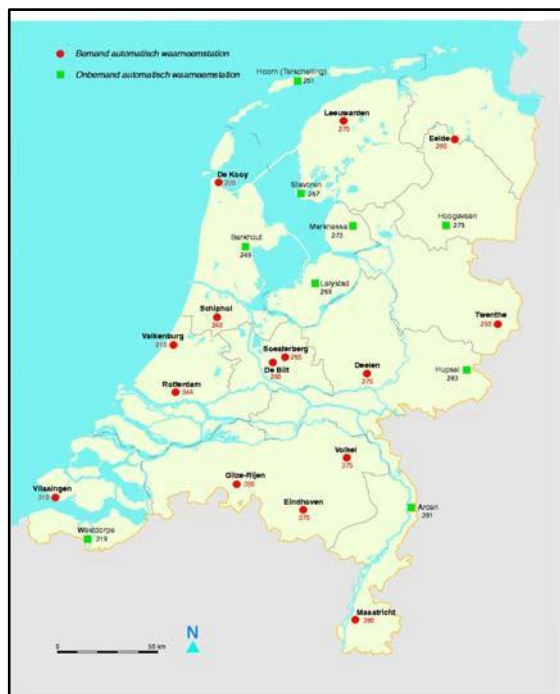 Bemand automatisch waarneemstation
Onbemand automatisch waarneemstation
Hoorn (Terschelling)
251
Leeuwarden
270
Eelde
280
De Kooy
Stavoren
267
Marknesse
273
Hoogeveen
279
Berkhout
249
Lelystad
269
Schiphol
240
Twenthe
290
Valkenburg
210
Soesterberg
265
De Bilt
260
Deelen
275
Hupsel
283
Rotterdam
344
Volkel
375
Gilze-Rijen
350
Vlissingen
310
Eindhoven
370
Arcen
391
Westdorpe
319
Maastricht
380
0
50 km
N